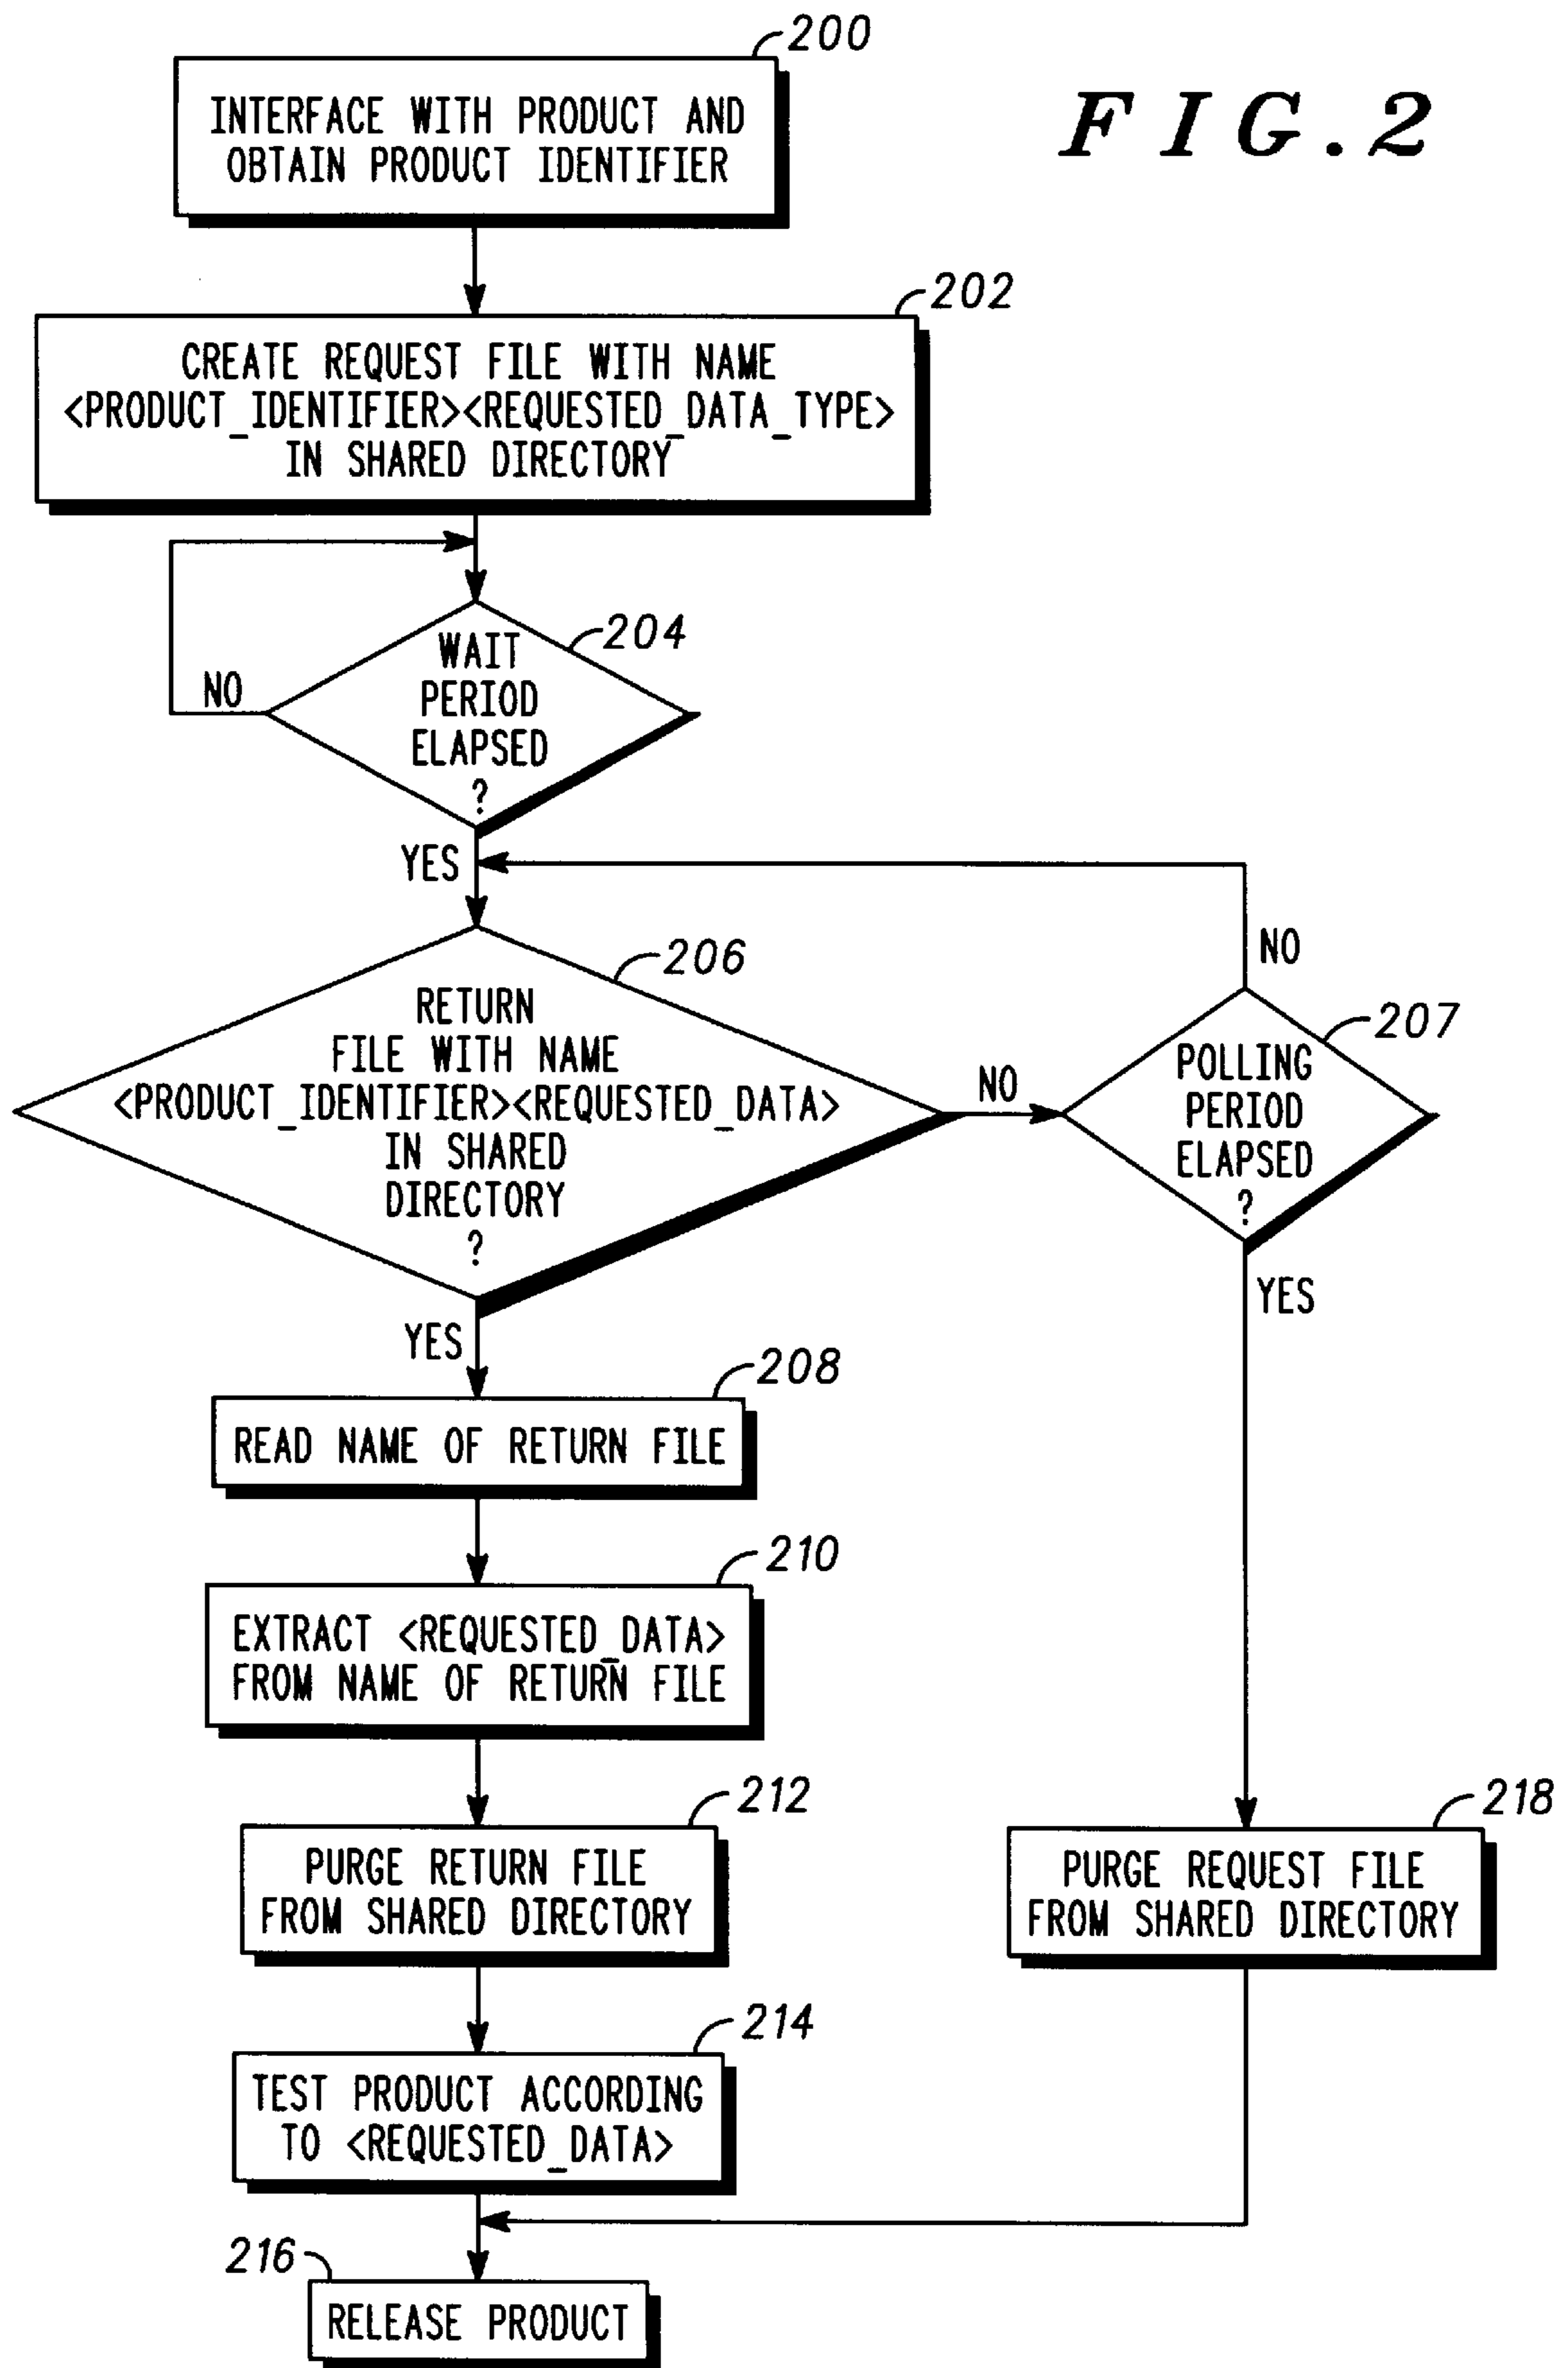 200
INTERFACE WITH PRODUCT AND
OBTAIN PRODUCT IDENTIFIER
FIG.2
202
CREATE REQUEST FILE WITH NAME
<PRODUCT_IDENTIFIER><REQUESTED_DATA_TYPE>
IN SHARED DIRECTORY
204
WAIT
PERIOD
ELAPSED
?
NO
YES
206
RETURN
FILE WITH NAME
<PRODUCT_IDENTIFIER><REQUESTED_DATA>
IN SHARED
DIRECTORY
?
NO
YES
207
POLLING
PERIOD
ELAPSED
?
NO
YES
208
READ NAME OF RETURN FILE
210
EXTRACT <REQUESTED_DATA>
FROM NAME OF RETURN FILE
212
PURGE RETURN FILE
FROM SHARED DIRECTORY
218
PURGE REQUEST FILE
FROM SHARED DIRECTORY
214
TEST PRODUCT ACCORDING
TO <REQUESTED_DATA>
216
RELEASE PRODUCT